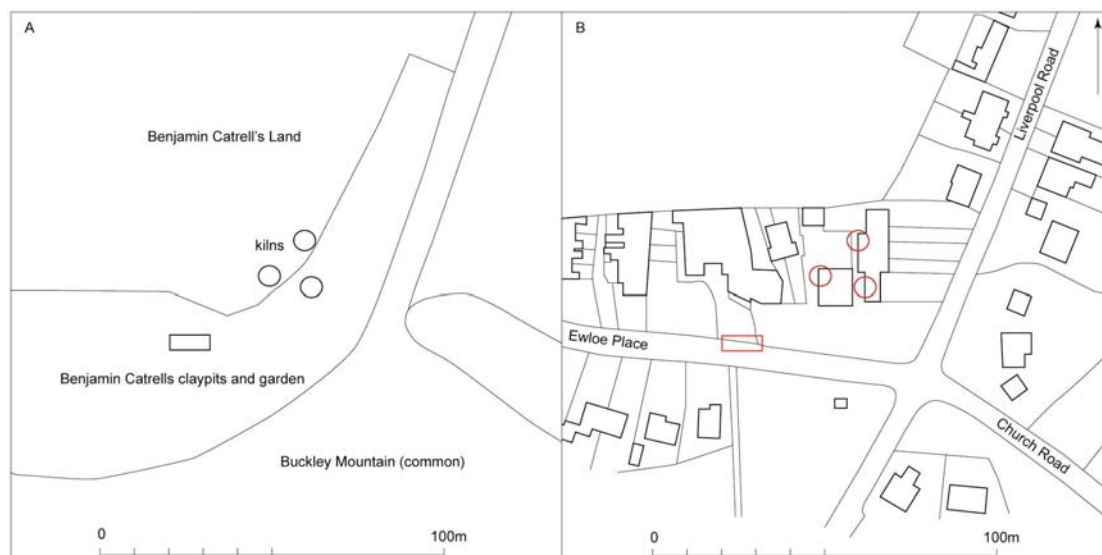 A
Benjamin Catrell's Land
kilns
Benjamin Catrells claypits and garden
Buckley Mountain (common)
0
100m
B
Liverpool Road
Ewloe Place
Church Road
0
100m